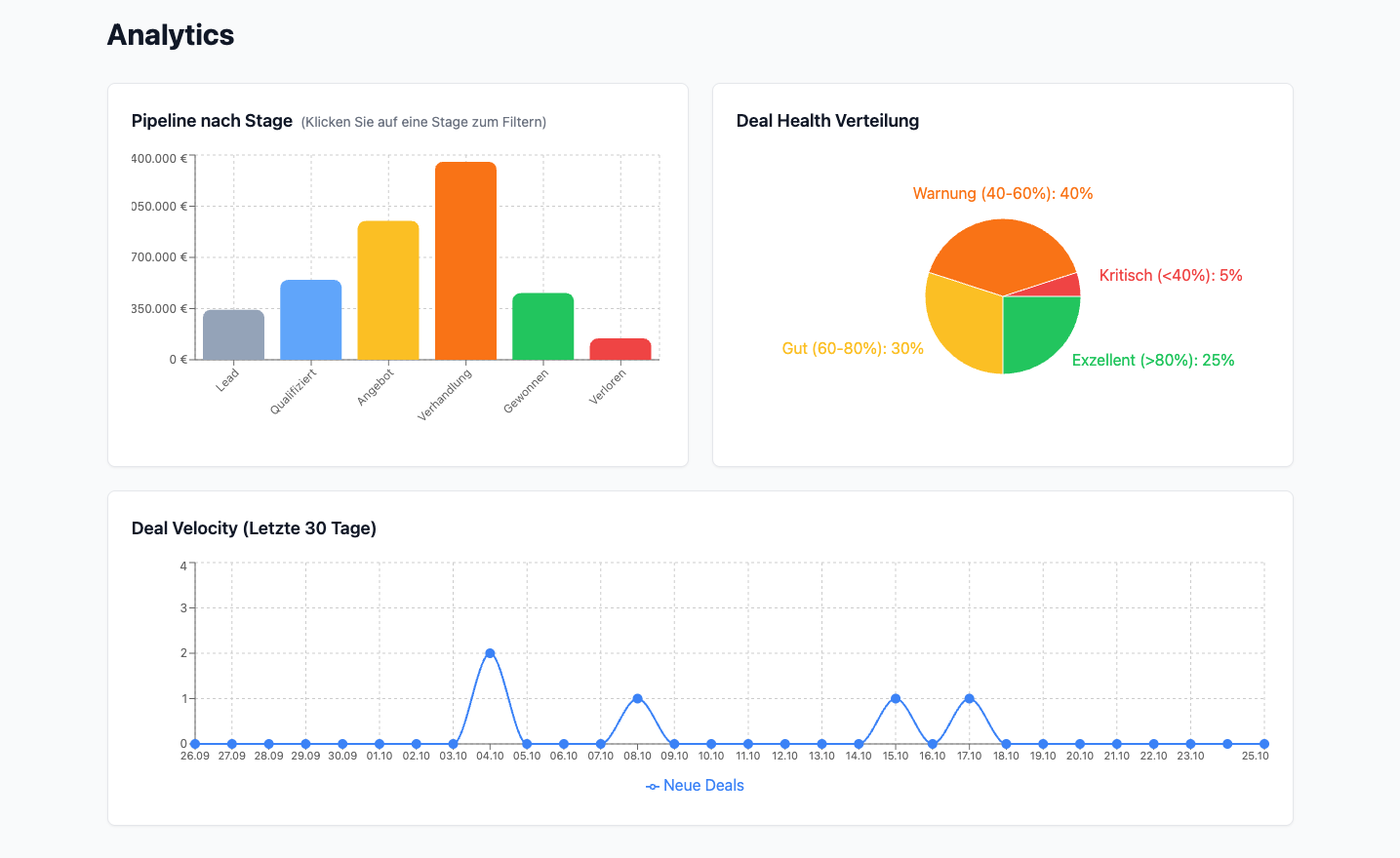 Analytics
Pipeline nach Stage (Klicken Sie auf eine Stage zum Filtern)
400.000 €
050.000 €
700.000 €
350.000 €
0 €
Lead
Qualifiziert
Angebot
Verhandlung
Gewonnen
Verloren
Deal Health Verteilung
Warnung (40-60%): 40%
Kritisch (<40%): 5%
Gut (60-80%): 30%
Exzellent (>80%): 25%
Deal Velocity (Letzte 30 Tage)
4
3
2
1
0
26.09 27.09 28.09 29.09 30.09 01.10 02.10 03.10 04.10 05.10 06.10 07.10 08.10 09.10 10.10 11.10 12.10 13.10 14.10 15.10 16.10 17.10 18.10 19.10 20.10 21.10 22.10 23.10 25.10
Neue Deals